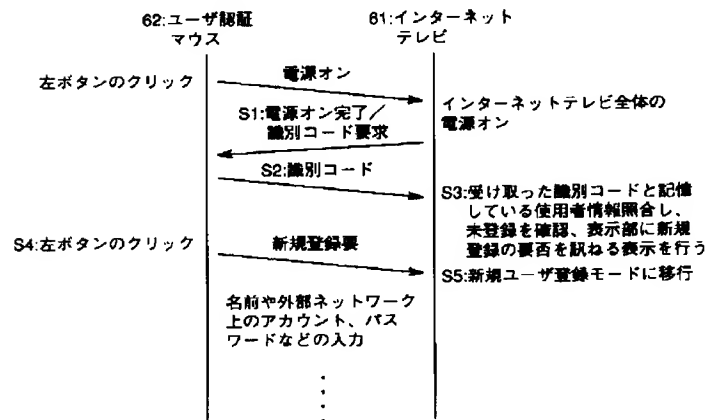 62:ユーザ認証
マウス
61:インターネット
テレビ
左ボタンのクリック
電源オン
インターネットテレビ全体の
電源オン
S1:電源オン完了／
識別コード要求
S2:識別コード
S3:受け取った識別コードと記憶
している使用者情報照合し、
未登録を確認、表示部に新規
登録の要否を訊ねる表示を行う
S4:左ボタンのクリック
新規登録要
S5:新規ユーザ登録モードに移行
名前や外部ネットワーク
上のアカウント、パス
ワードなどの入力